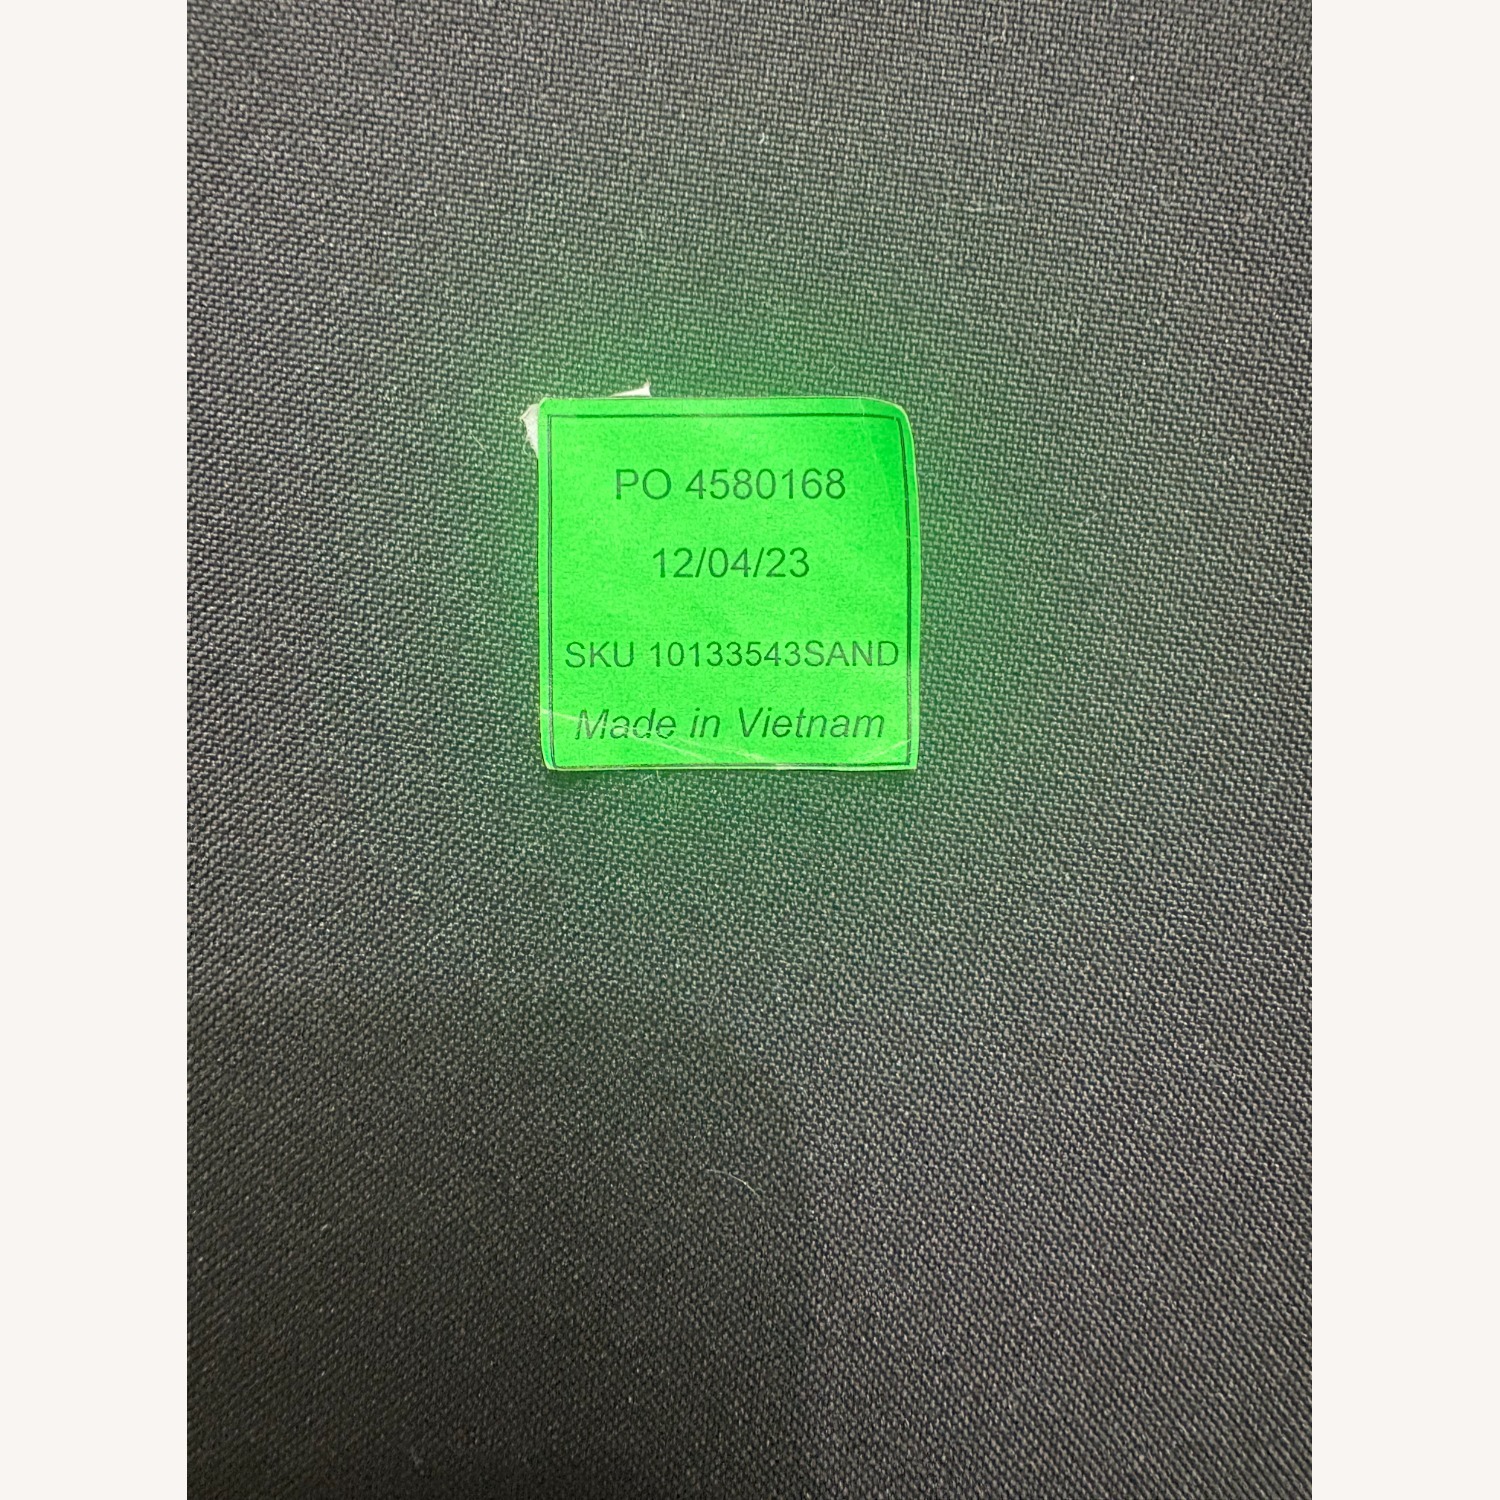 PO 4580168
12/04/23
SKU 10133543SAND
Made in Vietnam